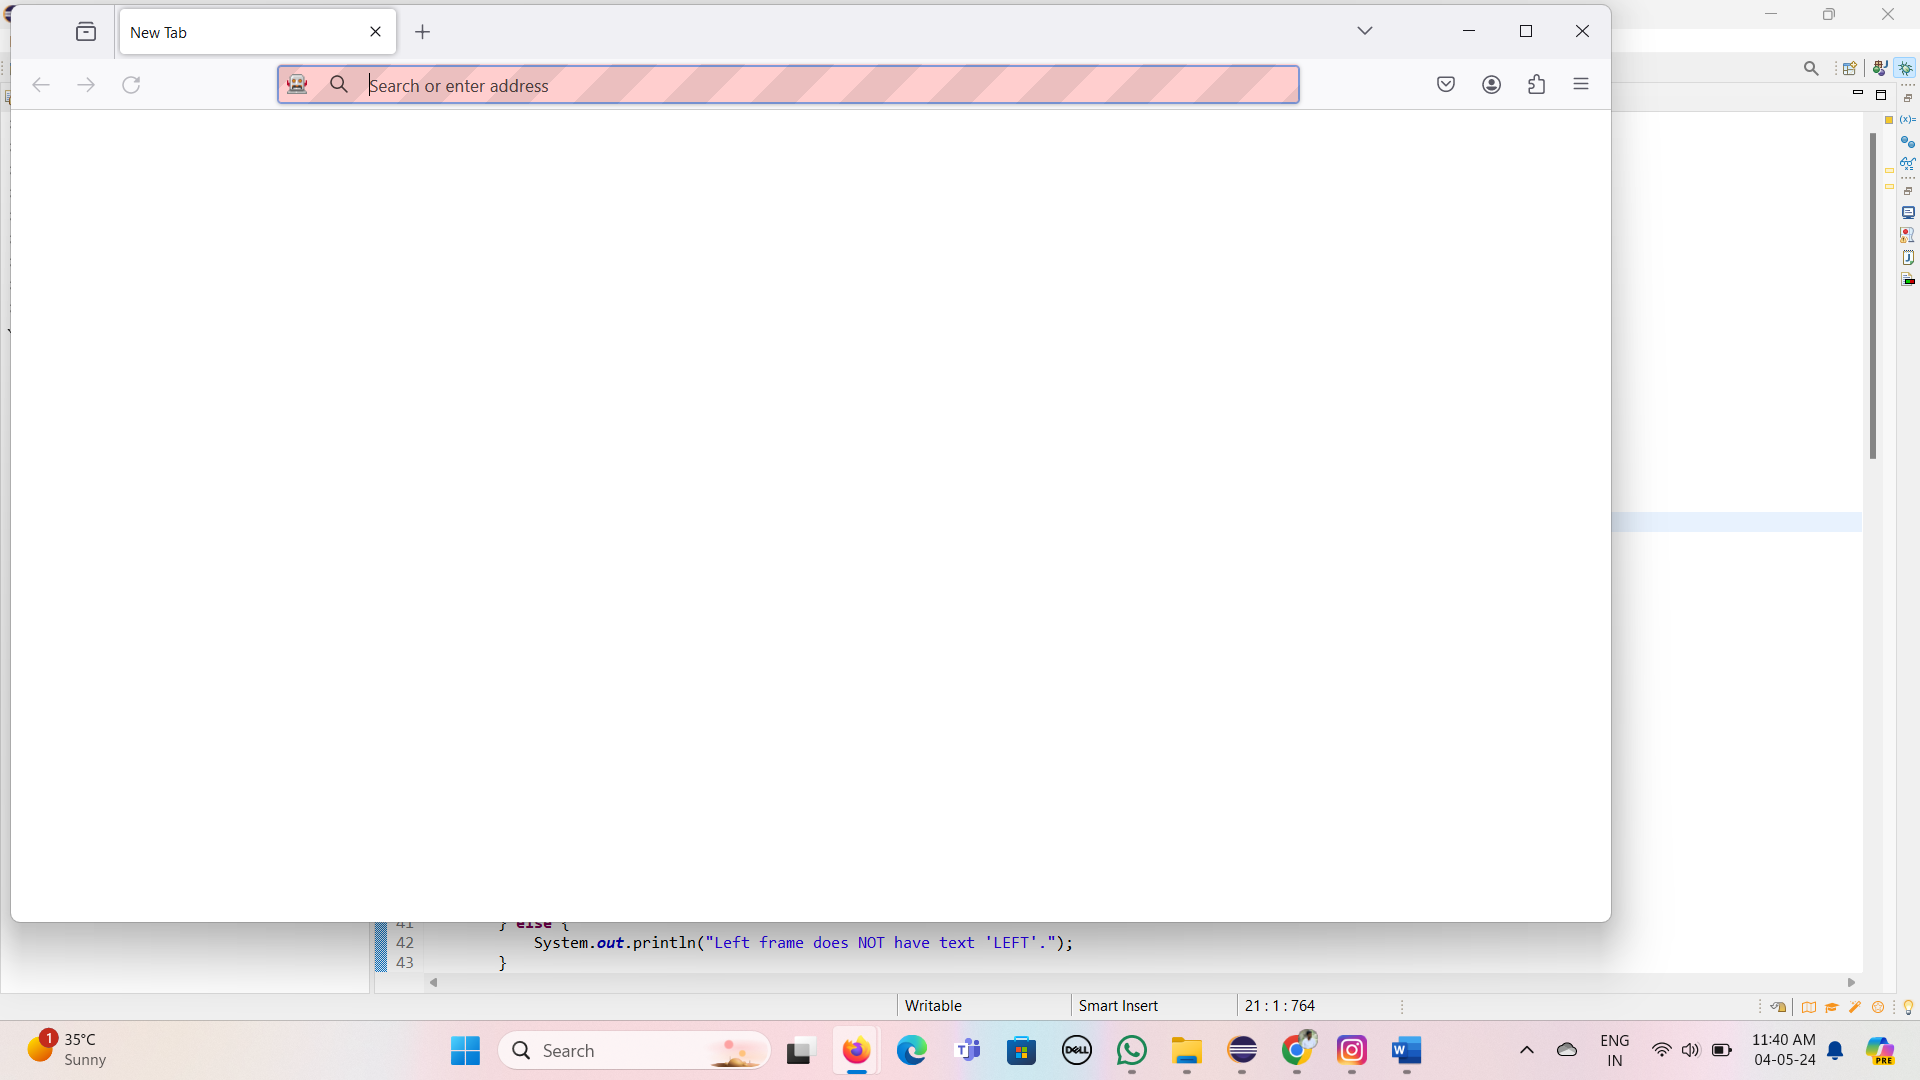 New Tab
Search or enter address
(x)=
41 } else {
42 System.out.println("Left frame does NOT have text 'LEFT'.");
43 }
Writable
Smart Insert
21 : 1 : 764
1
35°C
Sunny
Search
DELL
W
ENG
IN
11:40 AM
04-05-24
PRE